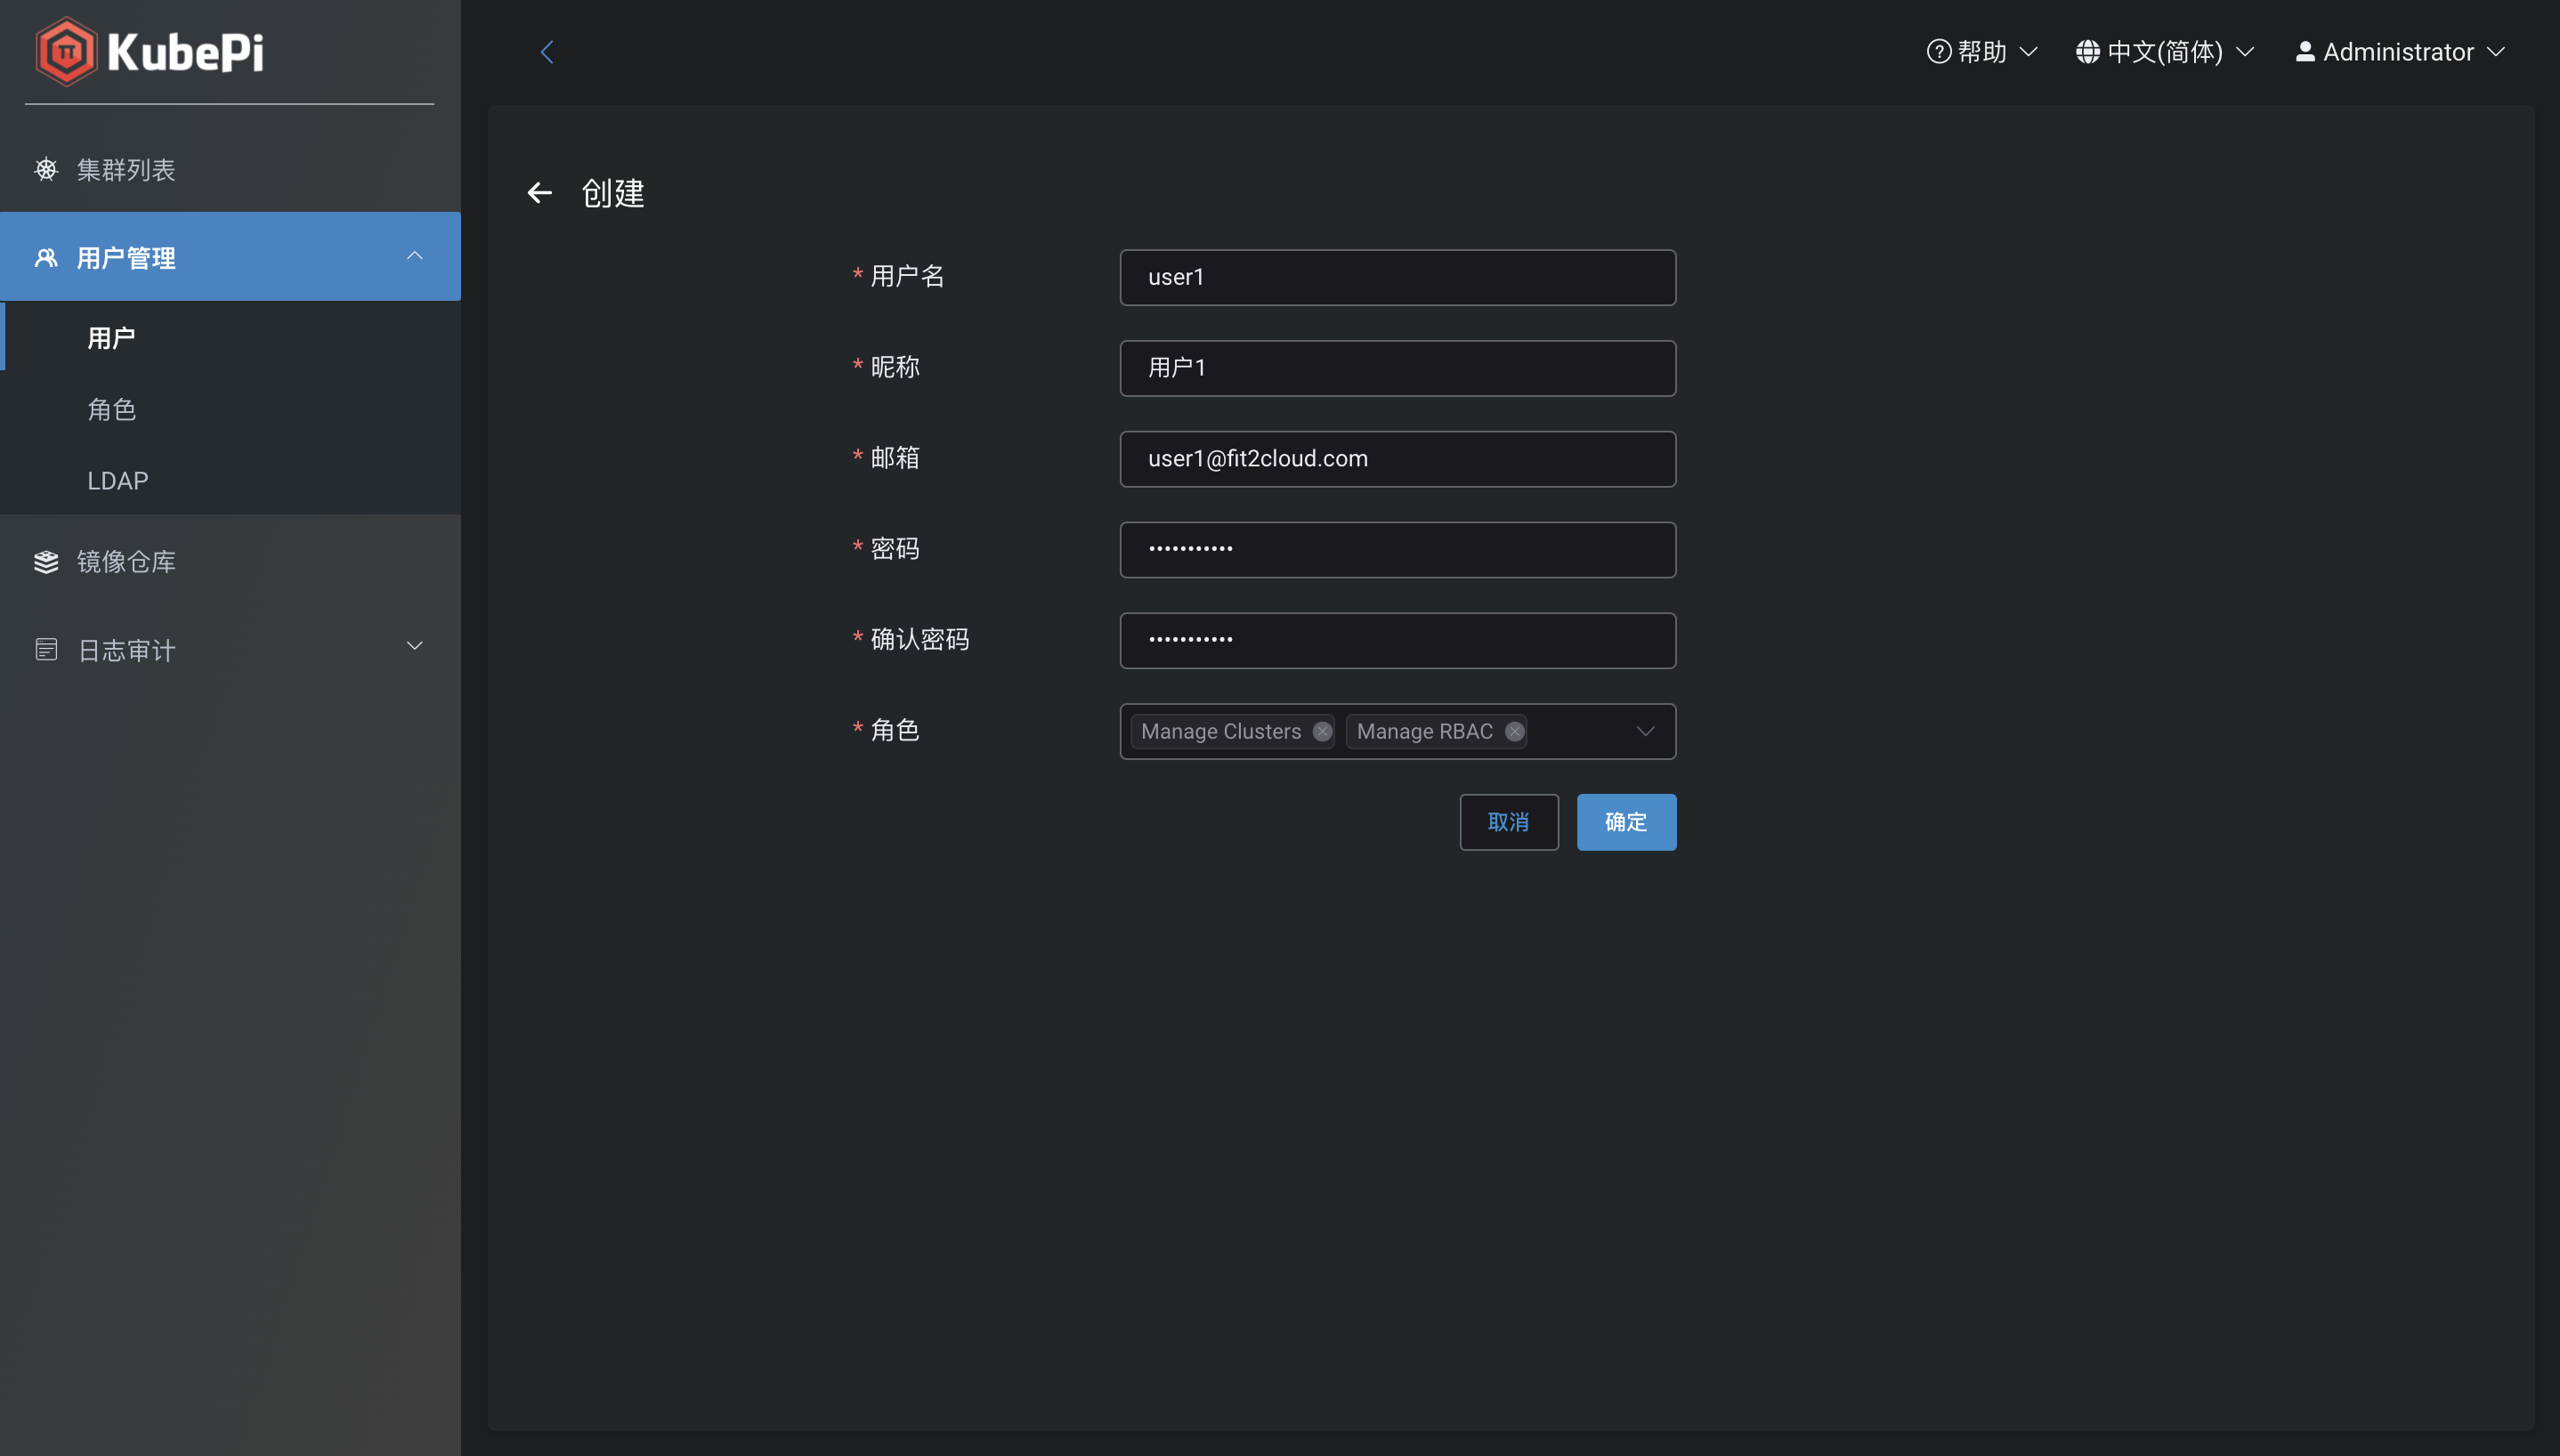 KubePi
帮助
中文(简体)
Administrator
集群列表
用户管理
用户
角色
LDAP
镜像仓库
日志审计
创建
* 用户名
user1
* 昵称
用户1
* 邮箱
user1@fit2cloud.com
* 密码
•••••••••••
* 确认密码
•••••••••••
* 角色
Manage Clusters Manage RBAC
取消 确定